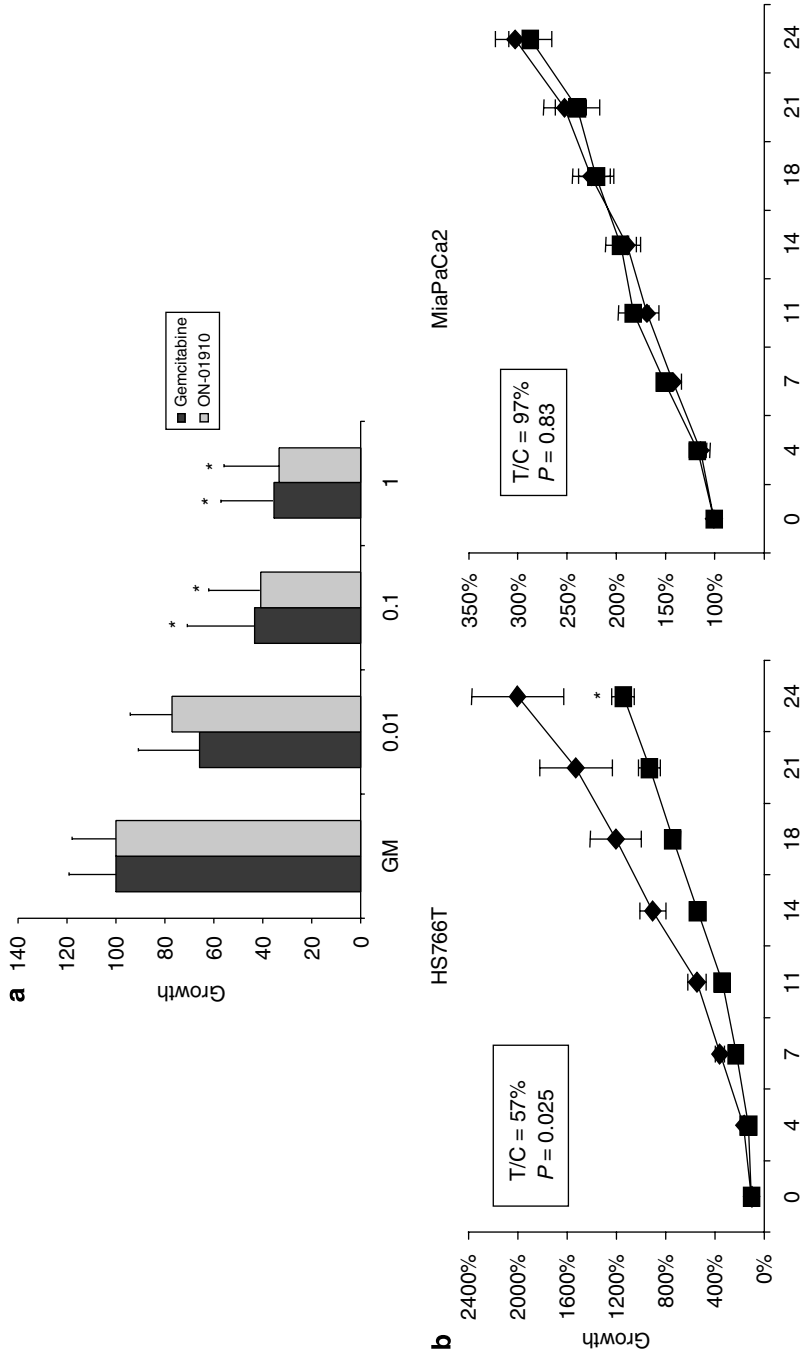 a
140
120
100
80
60
40
20
0
Growth
GM
0.01
0.1
1
*
*
*
*
Gemcitabine
ON-01910
b
HS766T
2400%
2000%
1600%
1200%
800%
400%
0%
Growth
T/C = 57%
P = 0.025
*
0 4 7 11 14 18 21 24
MiaPaCa2
350%
300%
250%
200%
150%
100%
T/C = 97%
P = 0.83
0 4 7 11 14 18 21 24